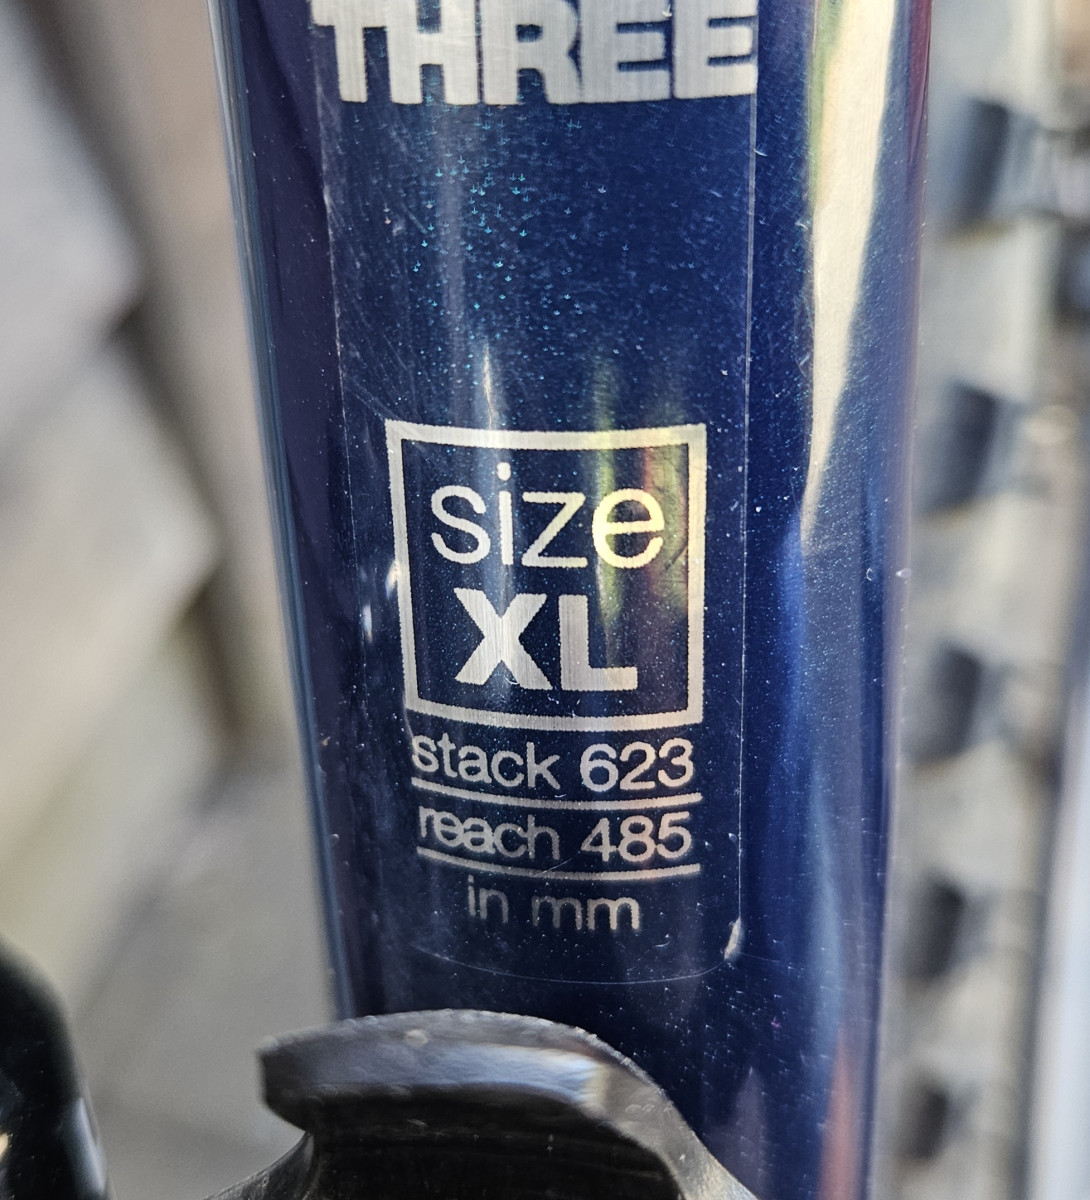 THREE
size
XL
stack 623
reach 485
in mm